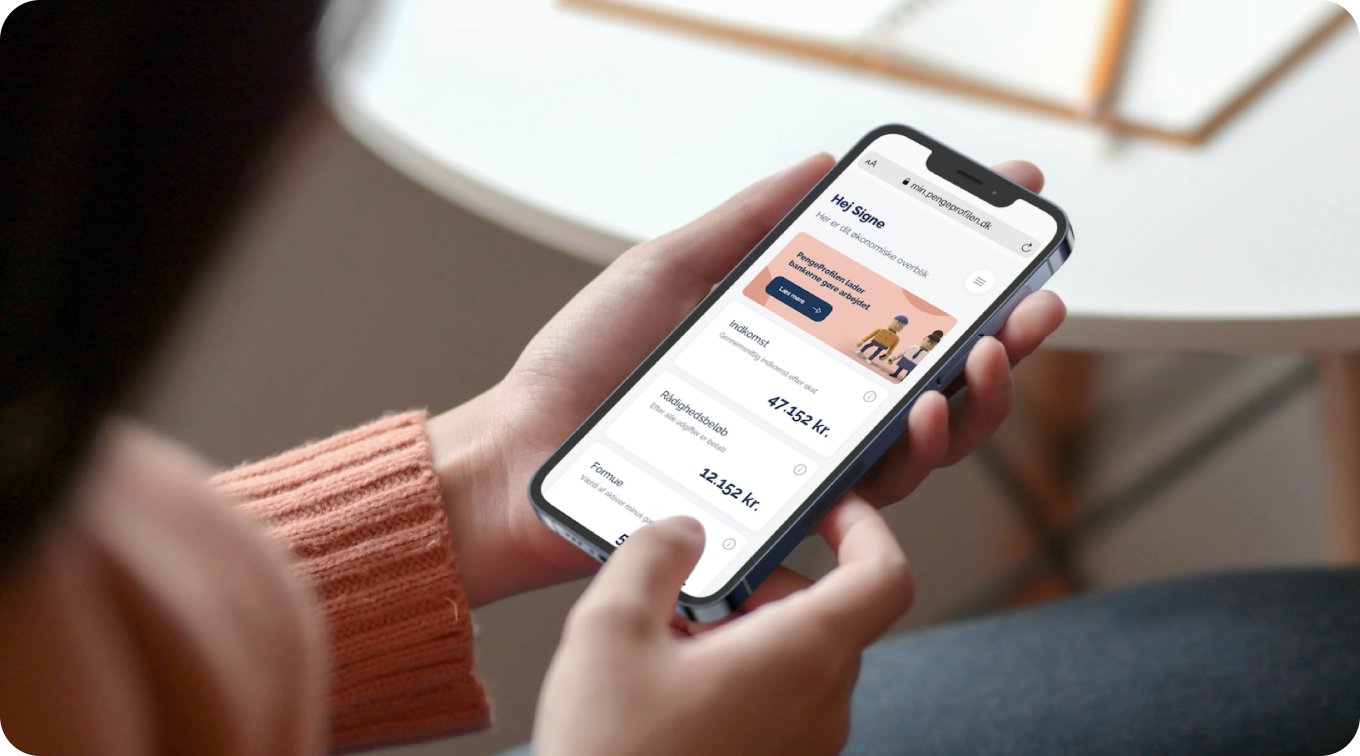 AA min.pengeprofilen.dk
Hej Signe
Her er dit økonomiske overblik
PengeProfilen lader
bankerne gøre arbejdet
Læs mere
Indkomst
Gennemsnitlig indkomst efter skat
47.152 kr.
Rådighedsbeløb
Efter alle udgifter er betalt
12.152 kr.
Formue
Værdi af aktiver minus
5